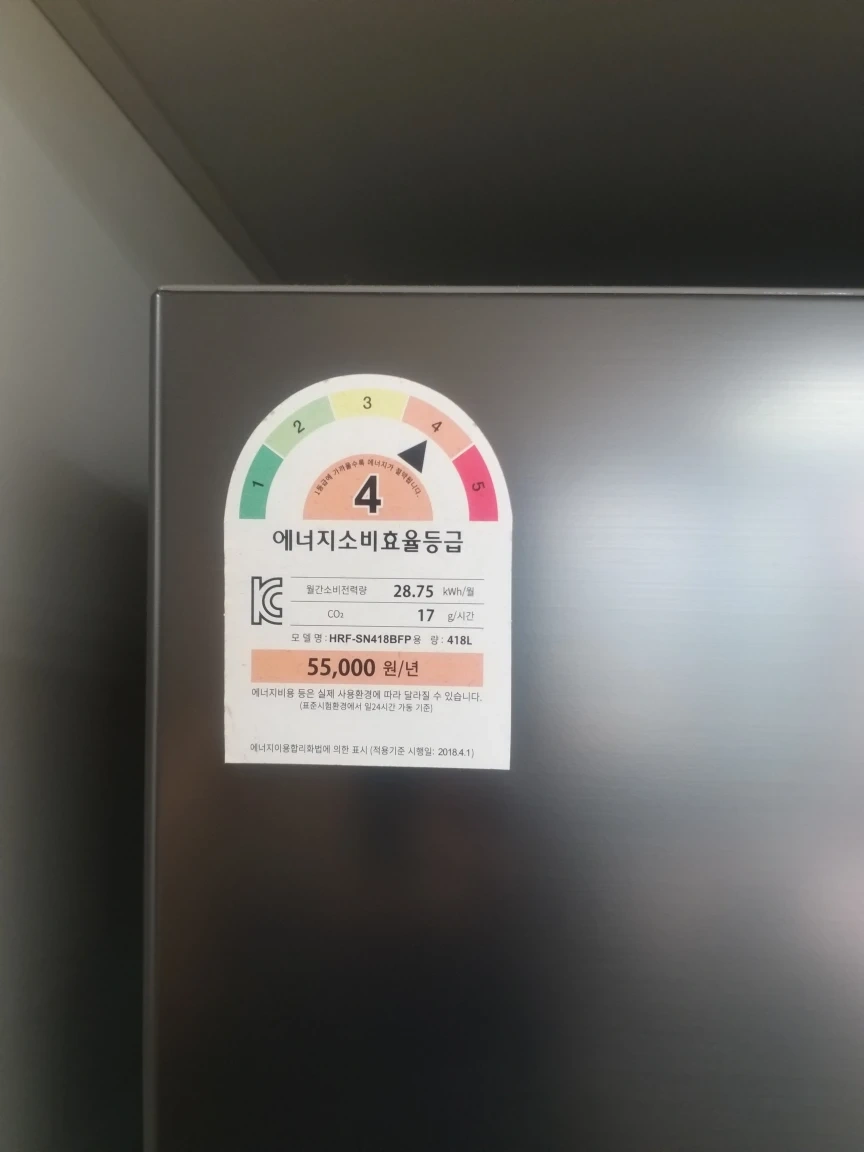 1
2
3
4
5
1등급에 가까울수록 에너지가 절약됩니다.
4
에너지소비효율등급
월간소비전력량 28.75 kWh/월
CO₂ 17 g/시간
모 델 명 : HRF-SN418BFP 용 량 : 418L
55,000 원/년
에너지비용 등은 실제 사용환경에 따라 달라질 수 있습니다.
(표준시험환경에서 일24시간 가동 기준)
에너지이용합리화법에 의한 표시 (적용기준 시행일: 2018.4.1)